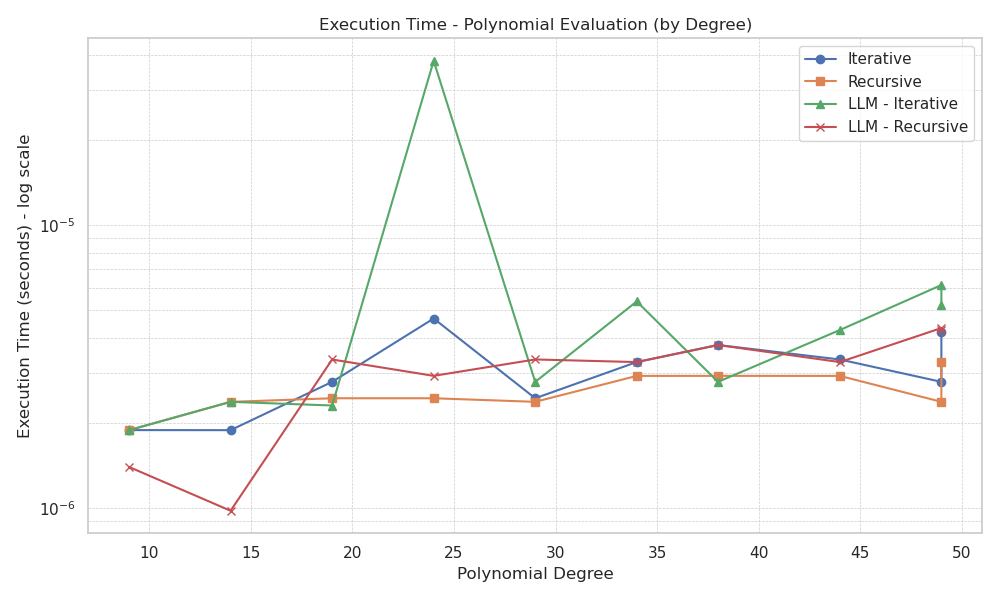 Execution Time - Polynomial Evaluation (by Degree)
Iterative
Recursive
LLM - Iterative
LLM - Recursive
Execution Time (seconds) - log scale
10⁻⁵
10⁻⁶
10 15 20 25 30 35 40 45 50
Polynomial Degree